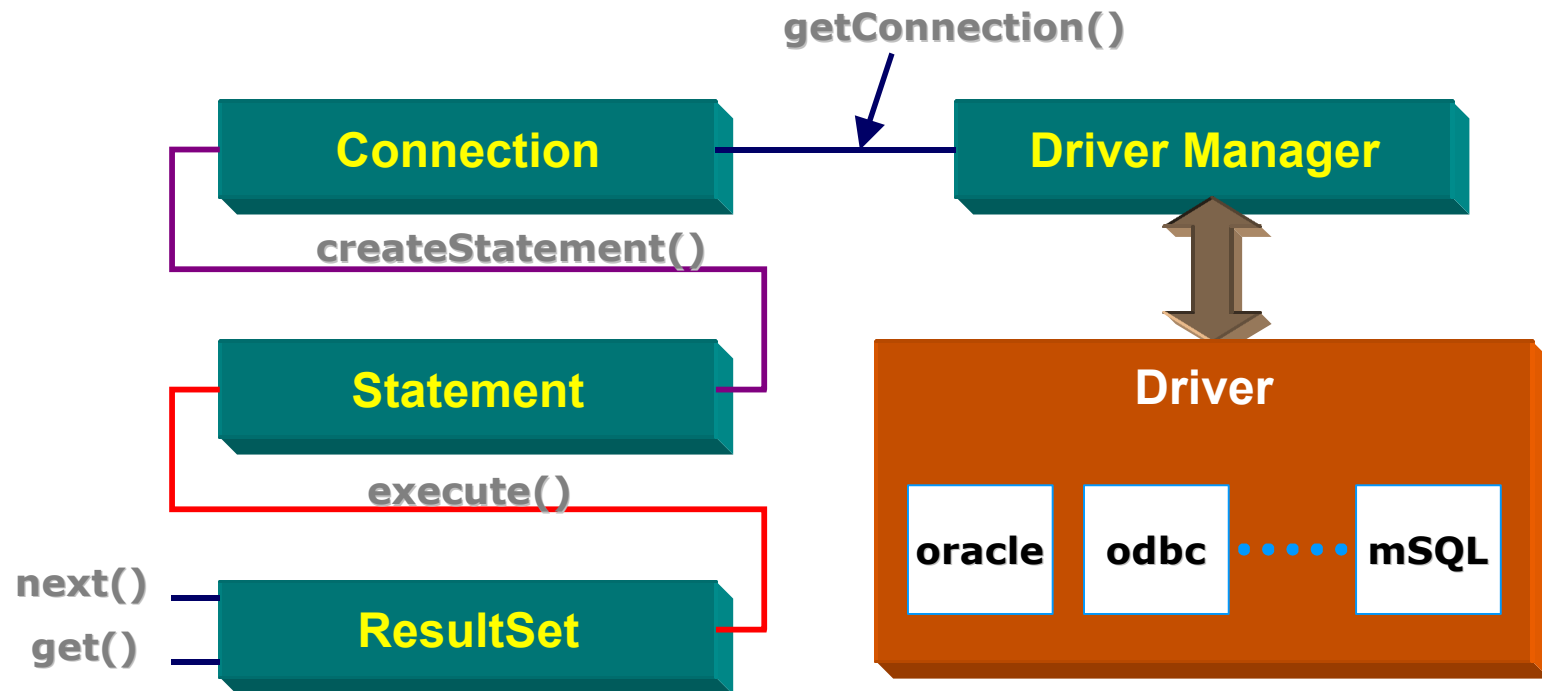 getConnection()
Connection
Driver Manager
createStatement()
Statement
Driver
execute()
oracle
odbc
mSQL
next()
ResultSet
get()